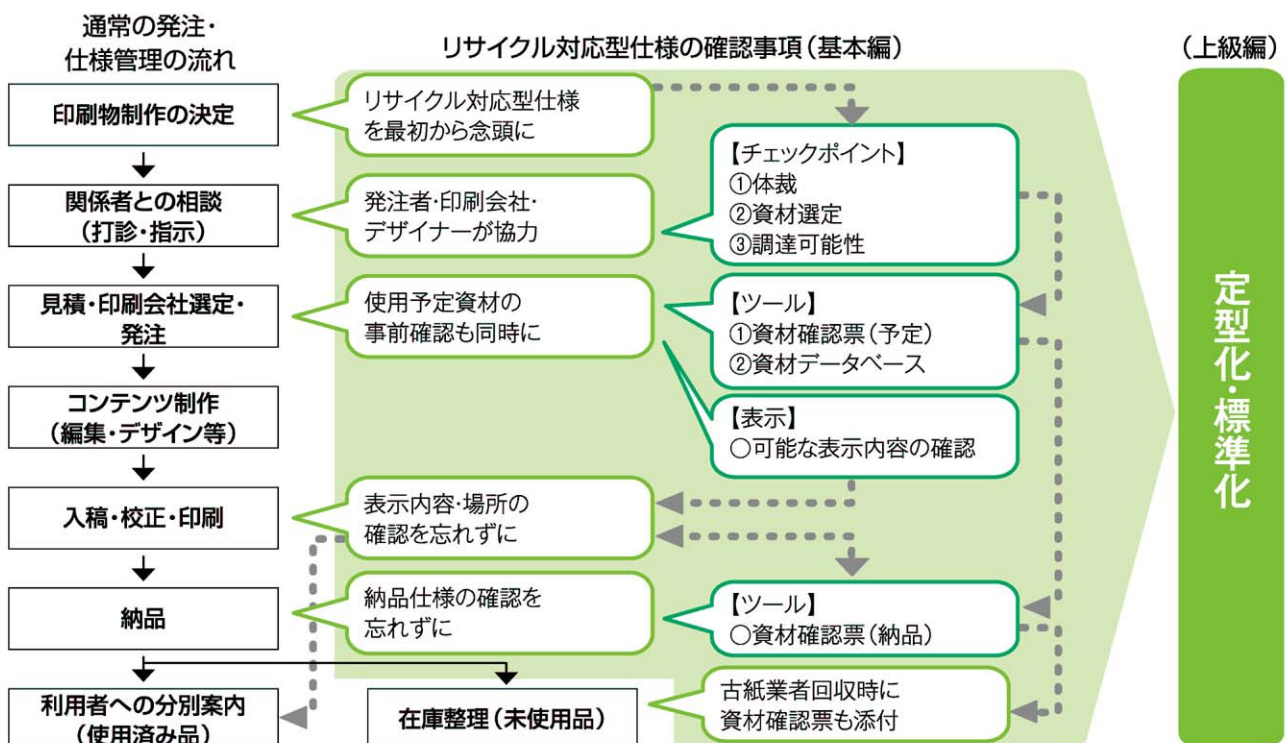 通常の発注・
仕様管理の流れ
リサイクル対応型仕様の確認事項（基本編）
（上級編）
印刷物制作の決定
リサイクル対応型仕様
を最初から念頭に
【チェックポイント】
①体裁
②資材選定
③調達可能性
関係者との相談
（打診・指示）
発注者・印刷会社・
デザイナーが協力
見積・印刷会社選定・
発注
使用予定資材の
事前確認も同時に
【ツール】
①資材確認票（予定）
②資材データベース
コンテンツ制作
（編集・デザイン等）
【表示】
〇可能な表示内容の確認
入稿・校正・印刷
表示内容・場所の
確認を忘れずに
納品
納品仕様の確認を
忘れずに
【ツール】
〇資材確認票（納品）
利用者への分別案内
（使用済み品）
在庫整理（未使用品）
古紙業者回収時に
資材確認票も添付
定型化・標準化